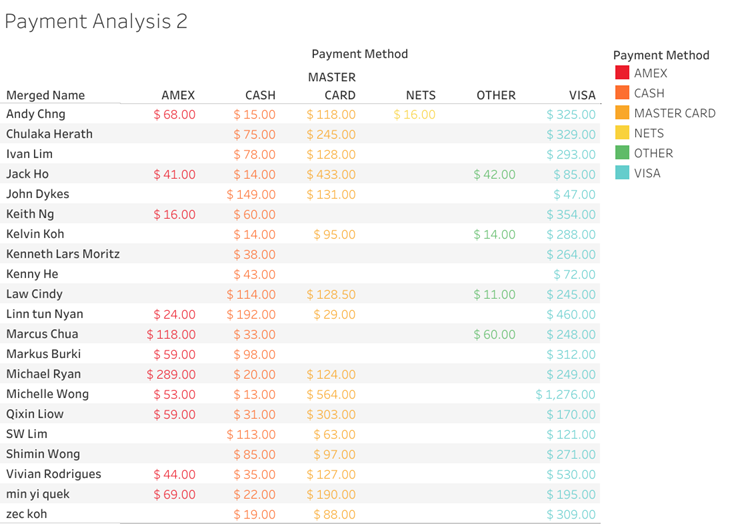 Payment Analysis 2
Payment Method
Merged Name AMEX CASH MASTER CARD NETS OTHER VISA
Andy Chng $ 68.00 $ 15.00 $ 118.00 $ 16.00 $ 325.00
Chulaka Herath $ 75.00 $ 245.00 $ 329.00
Ivan Lim $ 78.00 $ 128.00 $ 293.00
Jack Ho $ 41.00 $ 14.00 $ 433.00 $ 42.00 $ 85.00
John Dykes $ 149.00 $ 131.00 $ 47.00
Keith Ng $ 16.00 $ 60.00 $ 354.00
Kelvin Koh $ 14.00 $ 95.00 $ 14.00 $ 288.00
Kenneth Lars Moritz $ 38.00 $ 264.00
Kenny He $ 43.00 $ 72.00
Law Cindy $ 114.00 $ 128.50 $ 11.00 $ 245.00
Linn tun Nyan $ 24.00 $ 192.00 $ 29.00 $ 460.00
Marcus Chua $ 118.00 $ 33.00 $ 60.00 $ 248.00
Markus Burki $ 59.00 $ 98.00 $ 312.00
Michael Ryan $ 289.00 $ 20.00 $ 124.00 $ 249.00
Michelle Wong $ 53.00 $ 13.00 $ 564.00 $ 1,276.00
Qixin Liow $ 59.00 $ 31.00 $ 303.00 $ 170.00
SW Lim $ 113.00 $ 63.00 $ 121.00
Shimin Wong $ 85.00 $ 97.00 $ 271.00
Vivian Rodrigues $ 44.00 $ 35.00 $ 127.00 $ 530.00
min yi quek $ 69.00 $ 22.00 $ 190.00 $ 195.00
zec koh $ 19.00 $ 88.00 $ 309.00
Payment Method
AMEX
CASH
MASTER CARD
NETS
OTHER
VISA